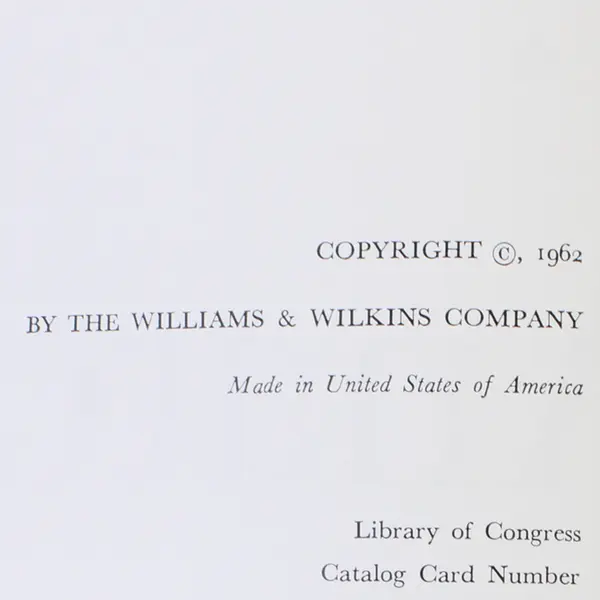 COPYRIGHT ©, 1962
BY THE WILLIAMS & WILKINS COMPANY
Made in United States of America
Library of Congress
Catalog Card Number